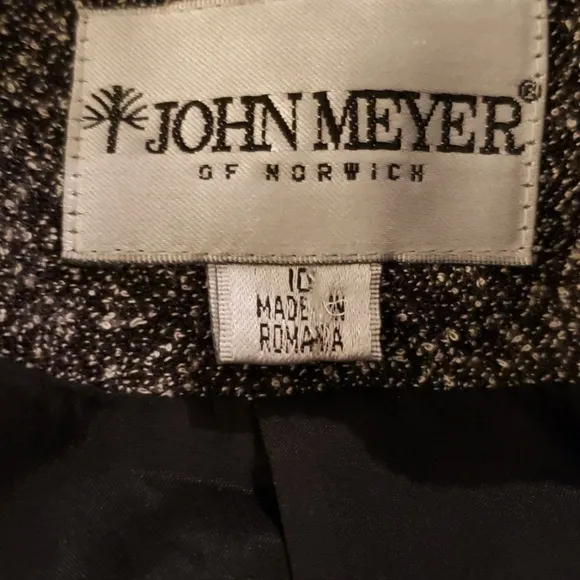 JOHN MEYER®
OF NORWICH
10
MADE IN
ROMANIA